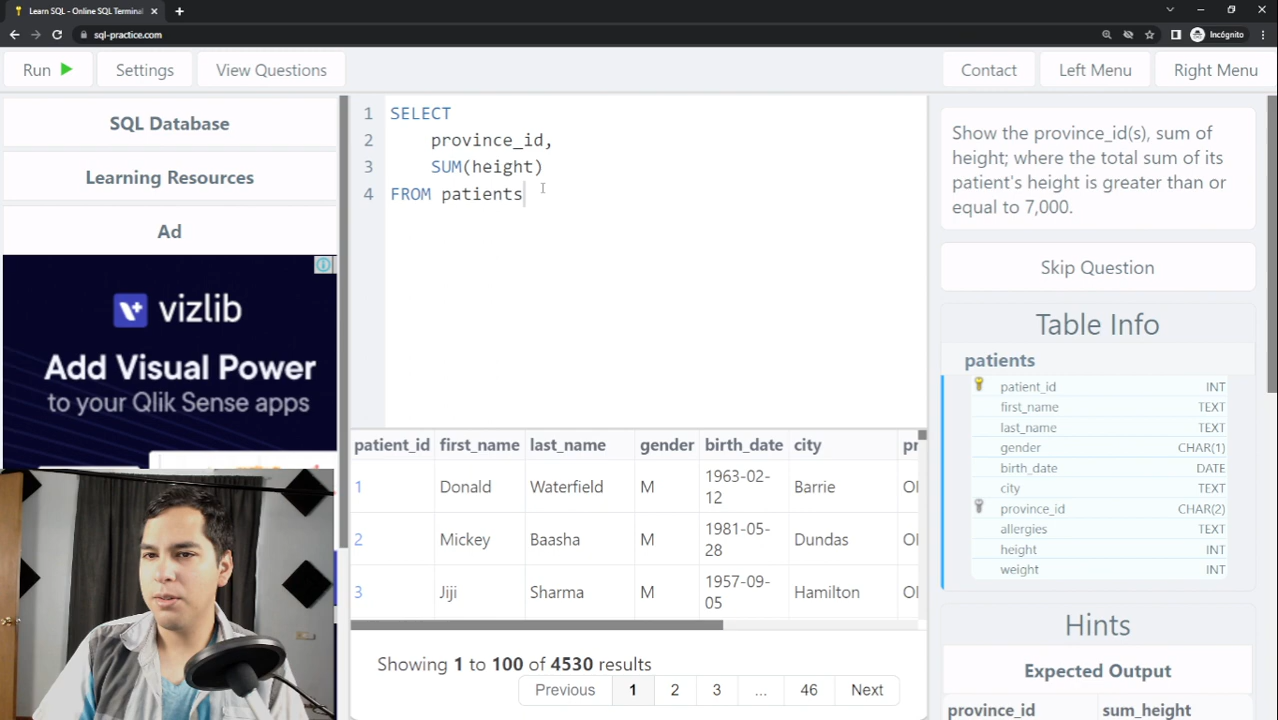 Learn SQL - Online SQL Terminal
sql-practice.com
Incógnito
Run
Settings
View Questions
Contact
Left Menu
Right Menu
SQL Database
Learning Resources
Ad
vizlib
Add Visual Power
to your Qlik Sense apps
1 SELECT
2 province_id,
3 SUM(height)
4 FROM patients
Show the province_id(s), sum of
height; where the total sum of its
patient's height is greater than or
equal to 7,000.
Skip Question
Table Info
patients
patient_id INT
first_name TEXT
last_name TEXT
gender CHAR(1)
birth_date DATE
city TEXT
province_id CHAR(2)
allergies TEXT
height INT
weight INT
Hints
Expected Output
province_id sum_height
patient_id first_name last_name gender birth_date city pr
1 Donald Waterfield M 1963-02-
12 Barrie
2 Mickey Baasha M 1981-05-
28 Dundas
3 Jiji Sharma M 1957-09-
05 Hamilton
Showing 1 to 100 of 4530 results
Previous 1 2 3 ... 46 Next